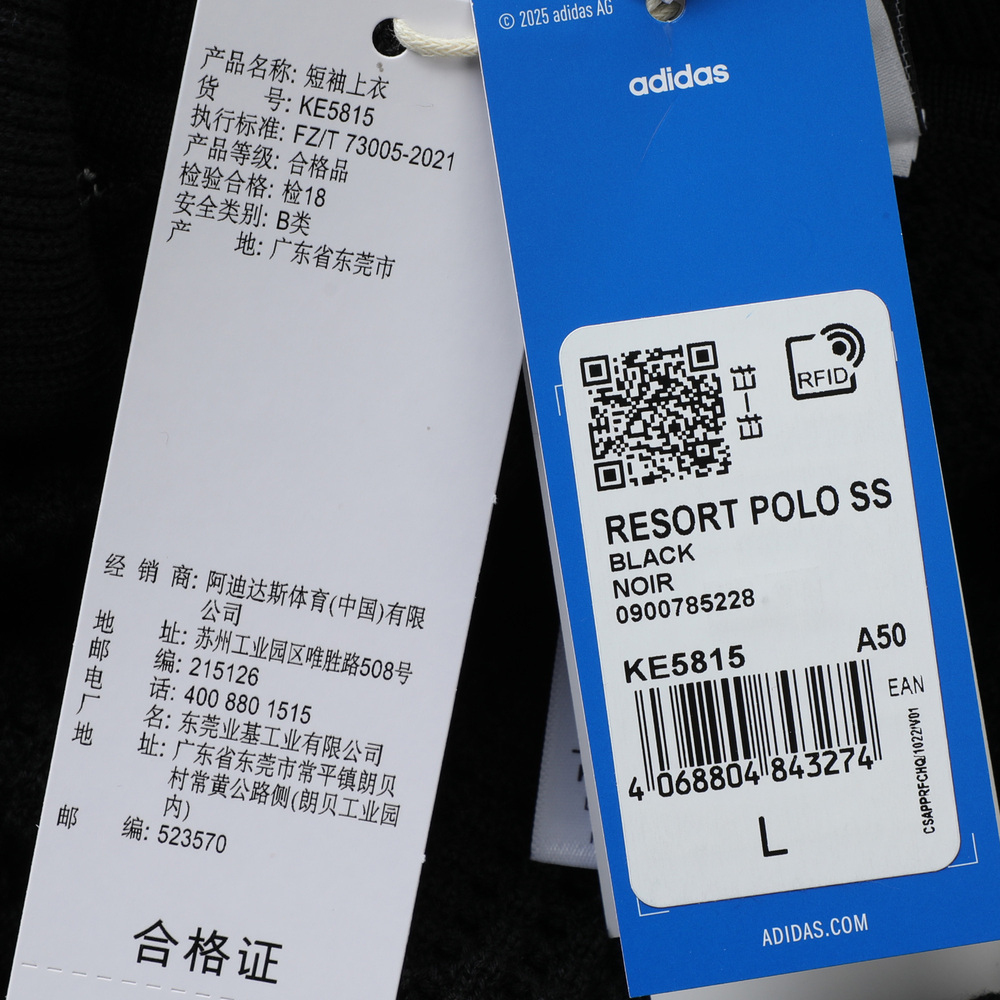 产品名称: 短袖上衣
货 号: KE5815
执行标准: FZ/T 73005-2021
产品等级: 合格品
检验合格: 检18
安全类别: B类
产 地: 广东省东莞市
经 销 商: 阿迪达斯体育(中国)有限
公司
地 址: 苏州工业园区唯胜路508号
邮 编: 215126
电 话: 400 880 1515
厂 名: 东莞业基工业有限公司
地 址: 广东省东莞市常平镇朗贝
村常黄公路侧(朗贝工业园
内)
邮 编: 523570
合格证
© 2025 adidas AG
adidas
RFID
RESORT POLO SS
BLACK
NOIR
0900785228
KE5815 A50
EAN
4 068804 843274
CSAPPRFCHQ/1022/V01
L
ADIDAS.COM